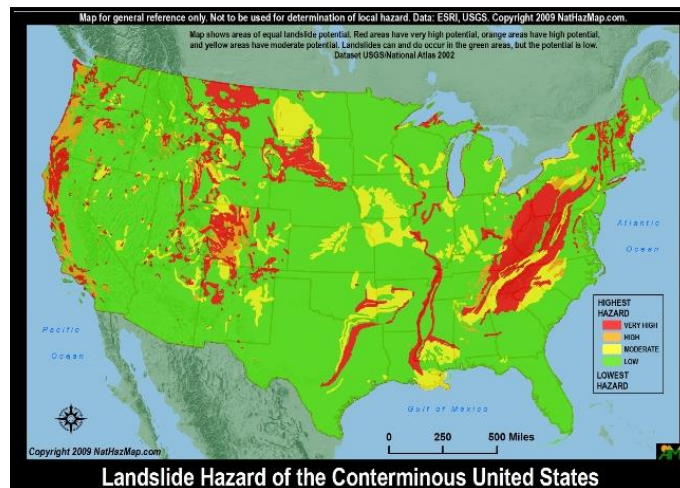 Map for general reference only. Not to be used for determination of local hazard. Data: ESRI, USGS. Copyright 2009 NatHazMap.com.
Map shows areas of equal landslide potential. Red areas have very high potential, orange areas have high potential,
and yellow areas have moderate potential. Landslides can and do occur in the green areas, but the potential is low.
Dataset USGS/National Atlas 2002
Atlantic
Ocean
Pacific
Ocean
HIGHEST
HAZARD
VERY HIGH
HIGH
MODERATE
LOW
LOWEST
HAZARD
Gulf of Mexico
0 250 500 Miles
Copyright 2009 NatHazMap.com
Landslide Hazard of the Conterminous United States